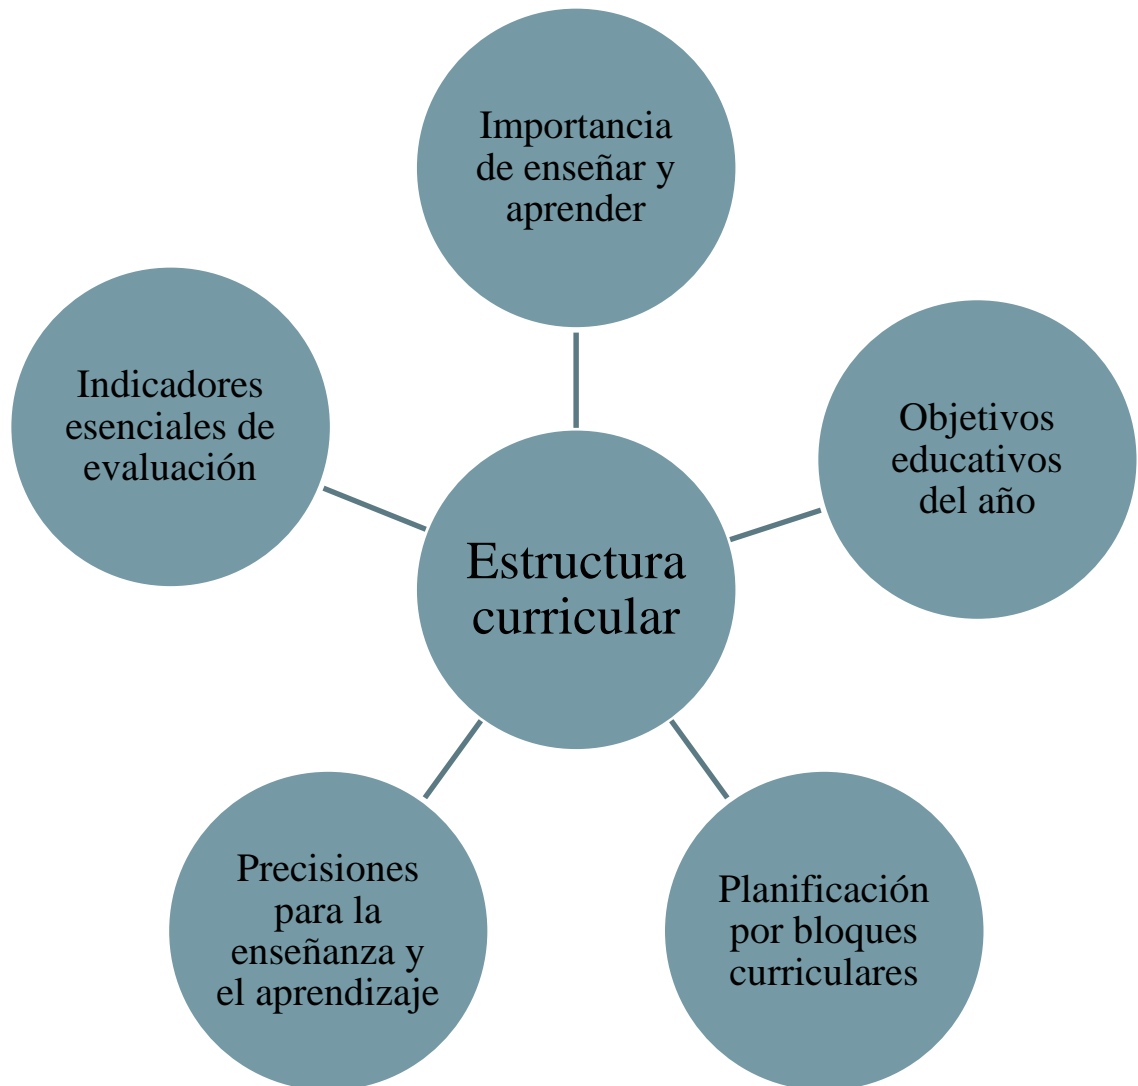 Importancia
de enseñar y
aprender
Objetivos
educativos
del año
Planificación
por bloques
curriculares
Precisiones
para la
enseñanza y
el aprendizaje
Indicadores
esenciales de
evaluación
Estructura
curricular